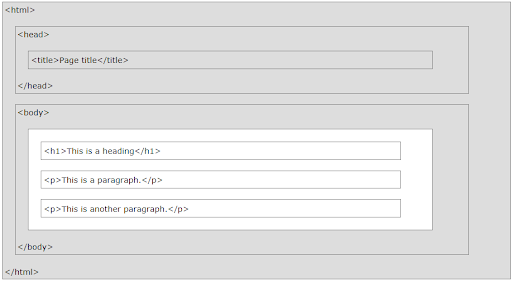 <html>
<head>
<title>Page title</title>
</head>
<body>
<h1>This is a heading</h1>
<p>This is a paragraph.</p>
<p>This is another paragraph.</p>
</body>
</html>